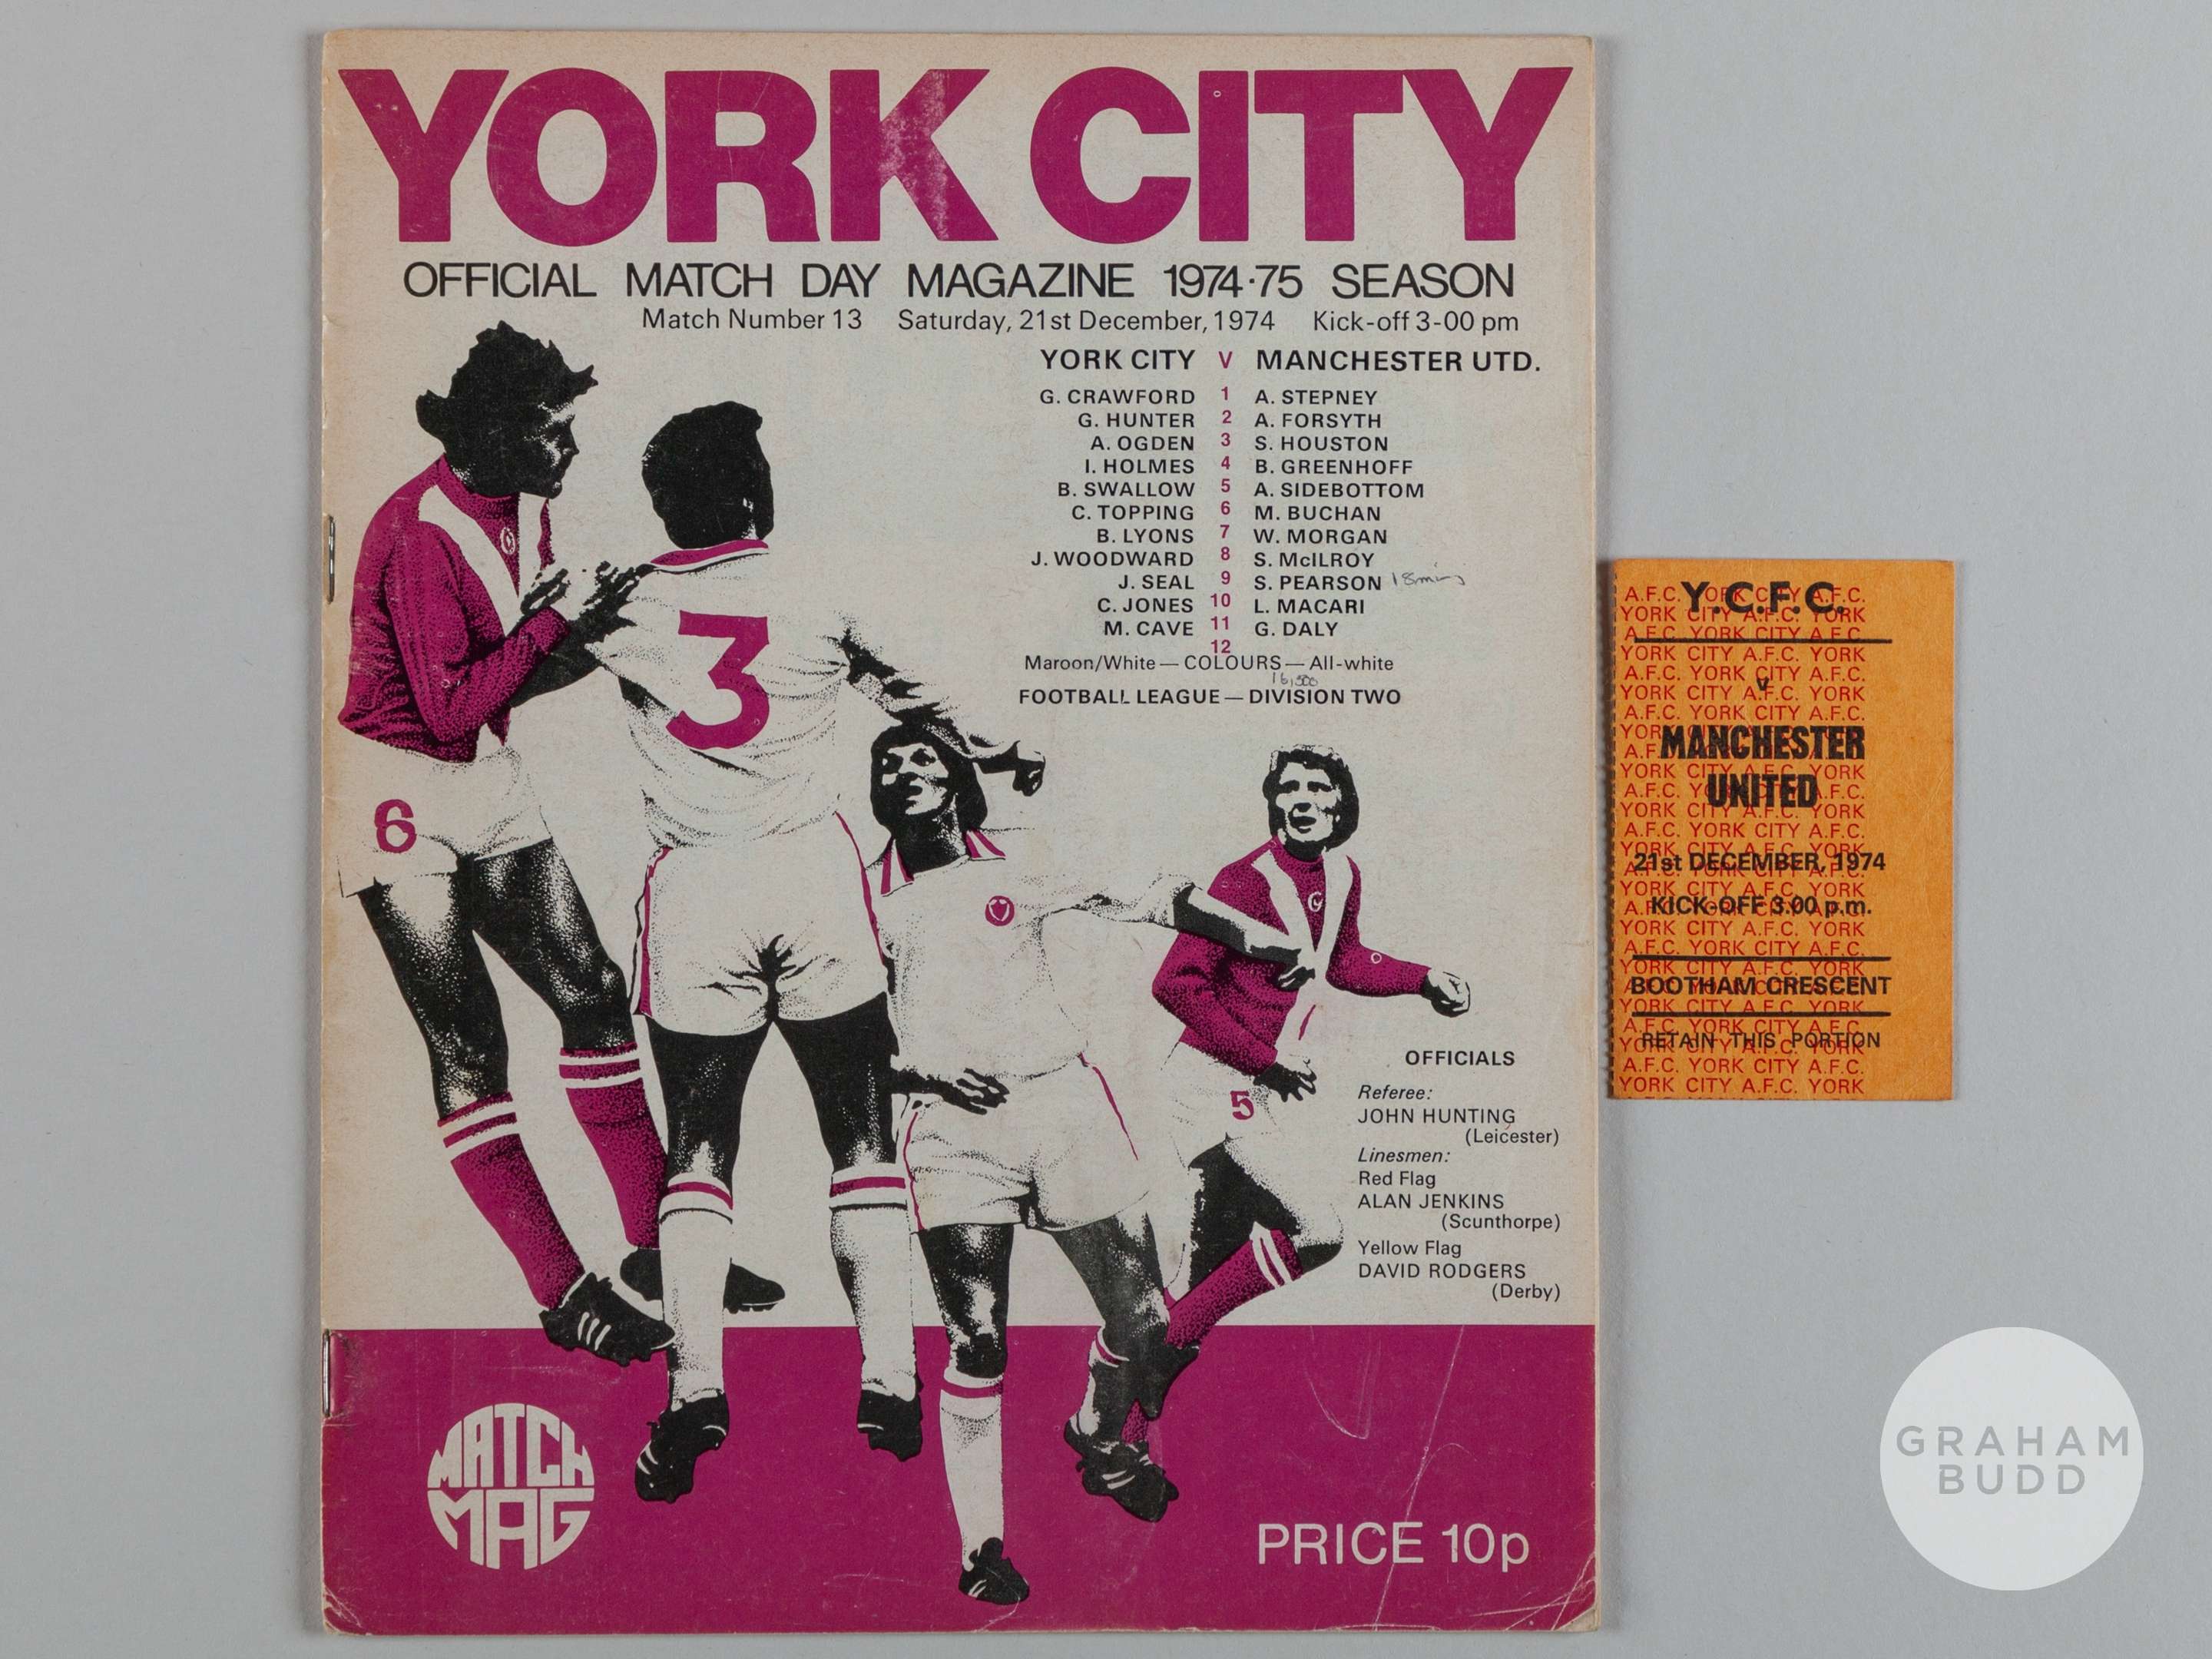 YORK CITY
OFFICIAL MATCH DAY MAGAZINE 1974·75 SEASON
Match Number 13 Saturday, 21st December, 1974 Kick-off 3-00 pm
YORK CITY V MANCHESTER UTD.
G. CRAWFORD 1 A. STEPNEY
G. HUNTER 2 A. FORSYTH
A. OGDEN 3 S. HOUSTON
I. HOLMES 4 B. GREENHOFF
B. SWALLOW 5 A. SIDEBOTTOM
C. TOPPING 6 M. BUCHAN
B. LYONS 7 W. MORGAN
J. WOODWARD 8 S. McILROY
J. SEAL 9 S. PEARSON 18mins
C. JONES 10 L. MACARI
M. CAVE 11 G. DALY
12
Maroon/White — COLOURS — All-white
FOOTBALL LEAGUE — DIVISION TWO
3
6
5
OFFICIALS
Referee:
JOHN HUNTING
(Leicester)
Linesmen:
Red Flag
ALAN JENKINS
(Scunthorpe)
Yellow Flag
DAVID RODGERS
(Derby)
MATCH
MAG
PRICE 10p
Y.C.F.C.
v
MANCHESTER
UNITED
21st DECEMBER, 1974
KICK-OFF 3.00 p.m.
BOOTHAM CRESCENT
RETAIN THIS PORTION
A.F.C. YORK CITY A.F.C.
YORK CITY A.F.C. YORK
GRAHAM
BUDD